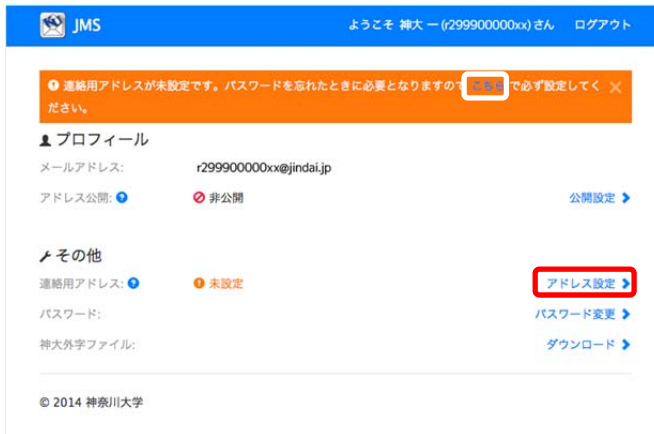 JMS ようこそ 神大 一(r299900000xx)さん ログアウト
連絡用アドレスが未設定です。パスワードを忘れたときに必要となりますので こちら で必ず設定してく ×
ださい。
プロフィール
メールアドレス: r299900000xx@jindai.jp
アドレス公開: ? 非公開 公開設定
その他
連絡用アドレス: ? 未設定 アドレス設定
パスワード: パスワード変更
神大外字ファイル: ダウンロード
© 2014 神奈川大学